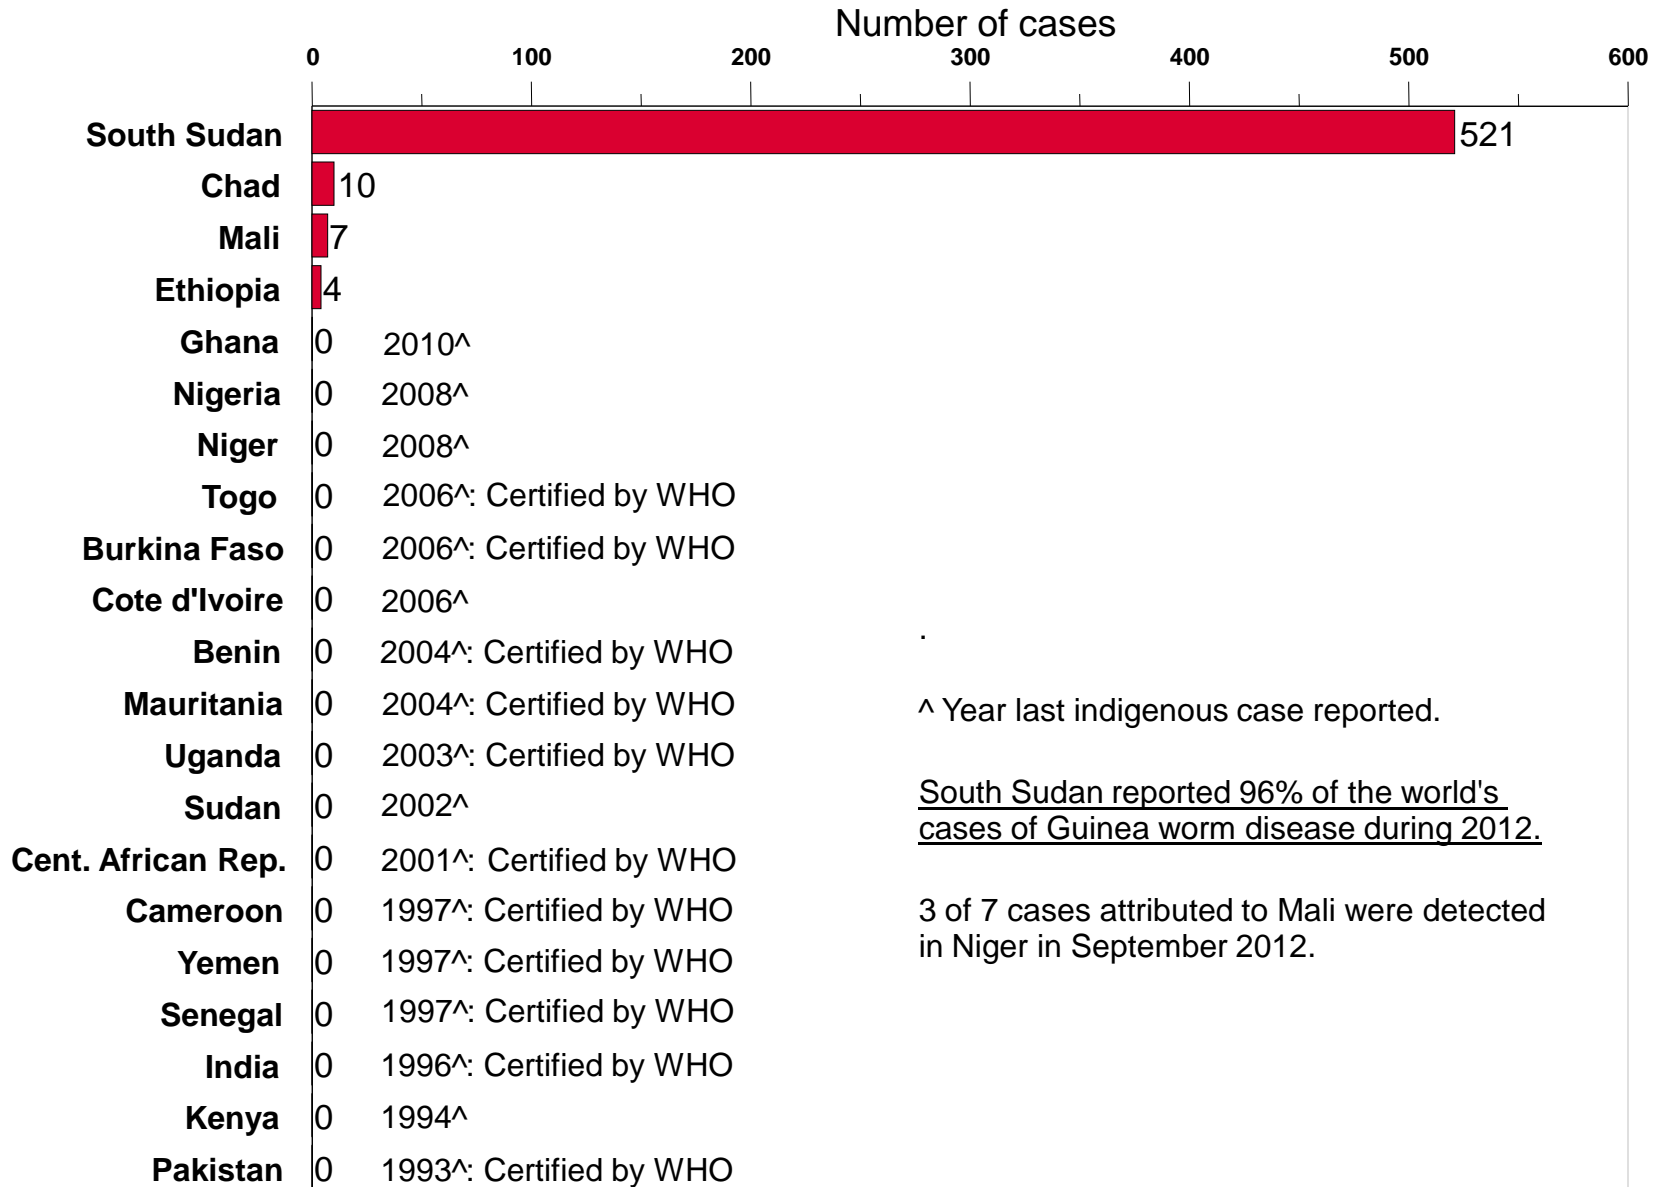 Number of cases
0 100 200 300 400 500 600
South Sudan 521
Chad 10
Mali 7
Ethiopia 4
Ghana 0 2010^
Nigeria 0 2008^
Niger 0 2008^
Togo 0 2006^: Certified by WHO
Burkina Faso 0 2006^: Certified by WHO
Cote d'Ivoire 0 2006^
Benin 0 2004^: Certified by WHO
Mauritania 0 2004^: Certified by WHO
Uganda 0 2003^: Certified by WHO
Sudan 0 2002^
Cent. African Rep. 0 2001^: Certified by WHO
Cameroon 0 1997^: Certified by WHO
Yemen 0 1997^: Certified by WHO
Senegal 0 1997^: Certified by WHO
India 0 1996^: Certified by WHO
Kenya 0 1994^
Pakistan 0 1993^: Certified by WHO
.
^ Year last indigenous case reported.
South Sudan reported 96% of the world's
cases of Guinea worm disease during 2012.
3 of 7 cases attributed to Mali were detected
in Niger in September 2012.